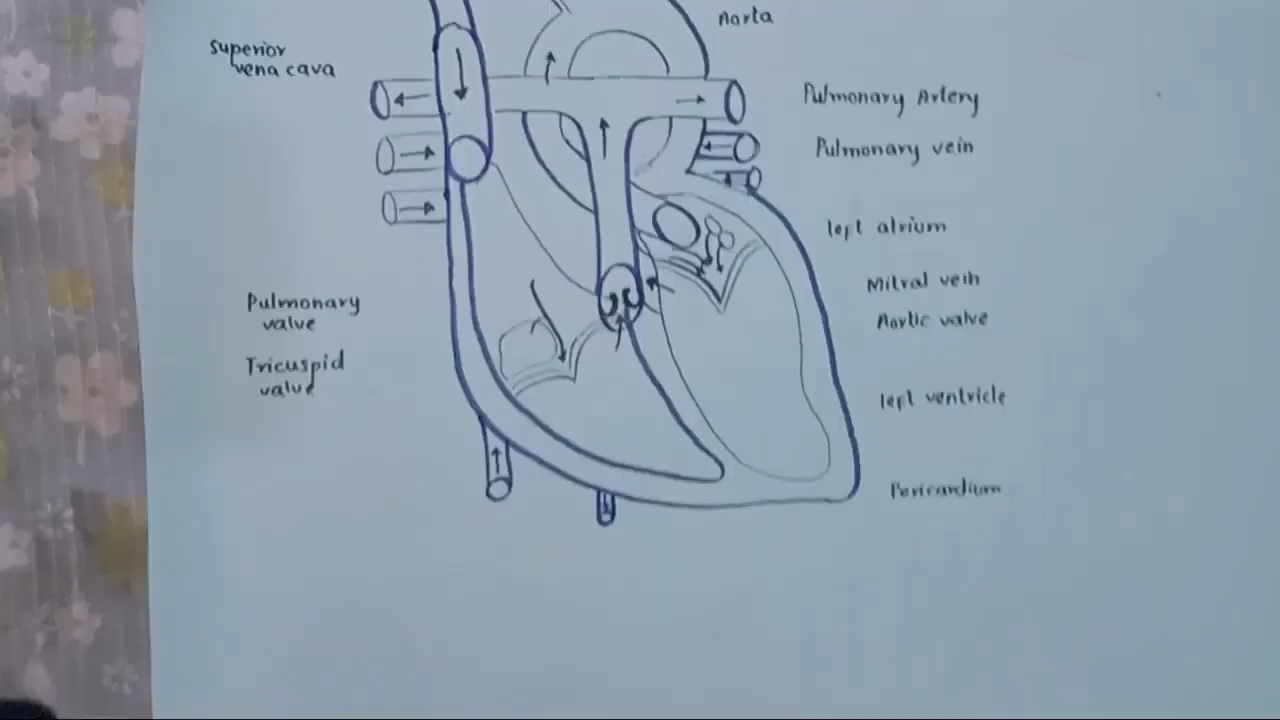 Superior
vena cava
Pulmonary
valve
Tricuspid
valve
Aorta
Pulmonary Artery
Pulmonary vein
left atrium
Mitral vein
Aortic valve
left ventricle
Pericardium